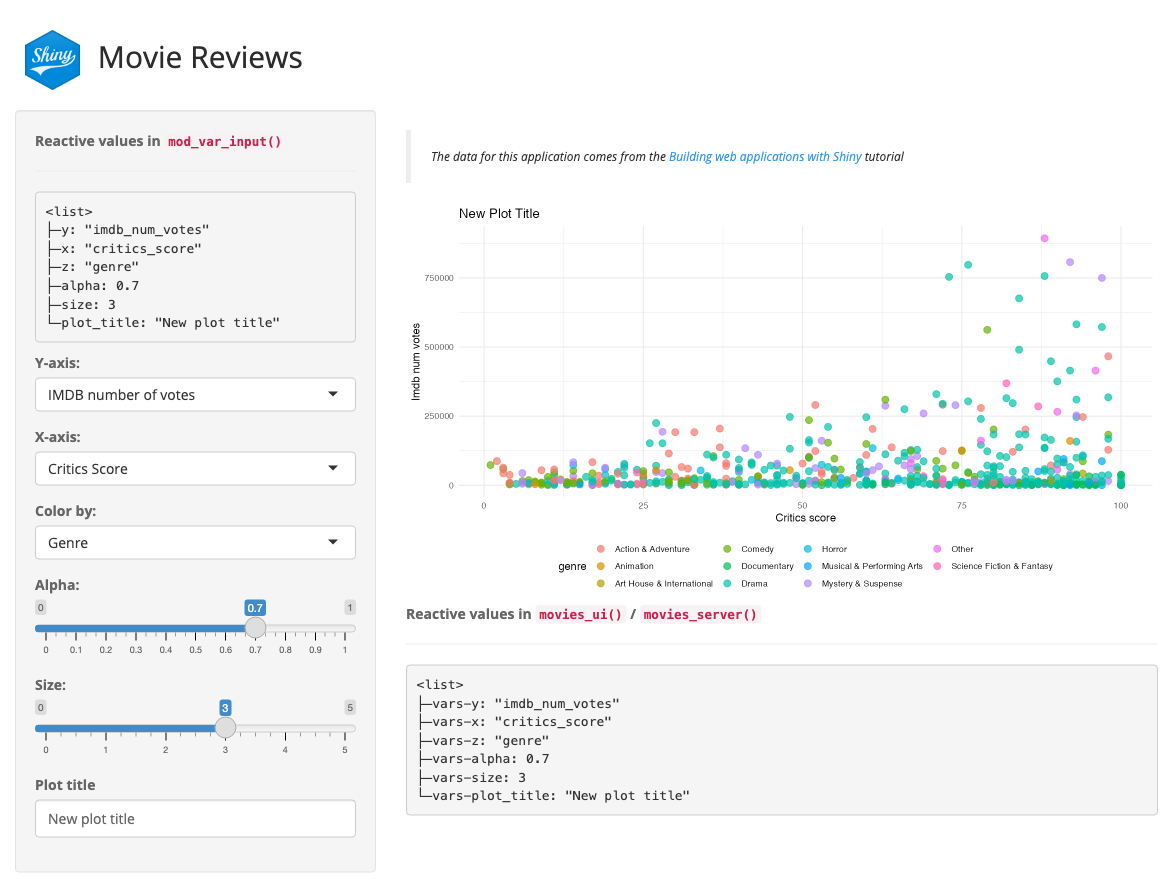 Shiny
Movie Reviews
Reactive values in mod_var_input()
<list>
├─y: "imdb_num_votes"
├─x: "critics_score"
├─z: "genre"
├─alpha: 0.7
├─size: 3
└─plot_title: "New plot title"
Y-axis:
IMDB number of votes
X-axis:
Critics Score
Color by:
Genre
Alpha:
0 0.7 1
0 0.1 0.2 0.3 0.4 0.5 0.6 0.7 0.8 0.9 1
Size:
0 3 5
0 1 2 3 4 5
Plot title
New plot title
The data for this application comes from the Building web applications with Shiny tutorial
New Plot Title
Imdb num votes
750000
500000
250000
0
0 25 50 75 100
Critics score
genre
Action & Adventure Comedy Horror Other
Animation Documentary Musical & Performing Arts Science Fiction & Fantasy
Art House & International Drama Mystery & Suspense
Reactive values in movies_ui() / movies_server()
<list>
├─vars-y: "imdb_num_votes"
├─vars-x: "critics_score"
├─vars-z: "genre"
├─vars-alpha: 0.7
├─vars-size: 3
└─vars-plot_title: "New plot title"